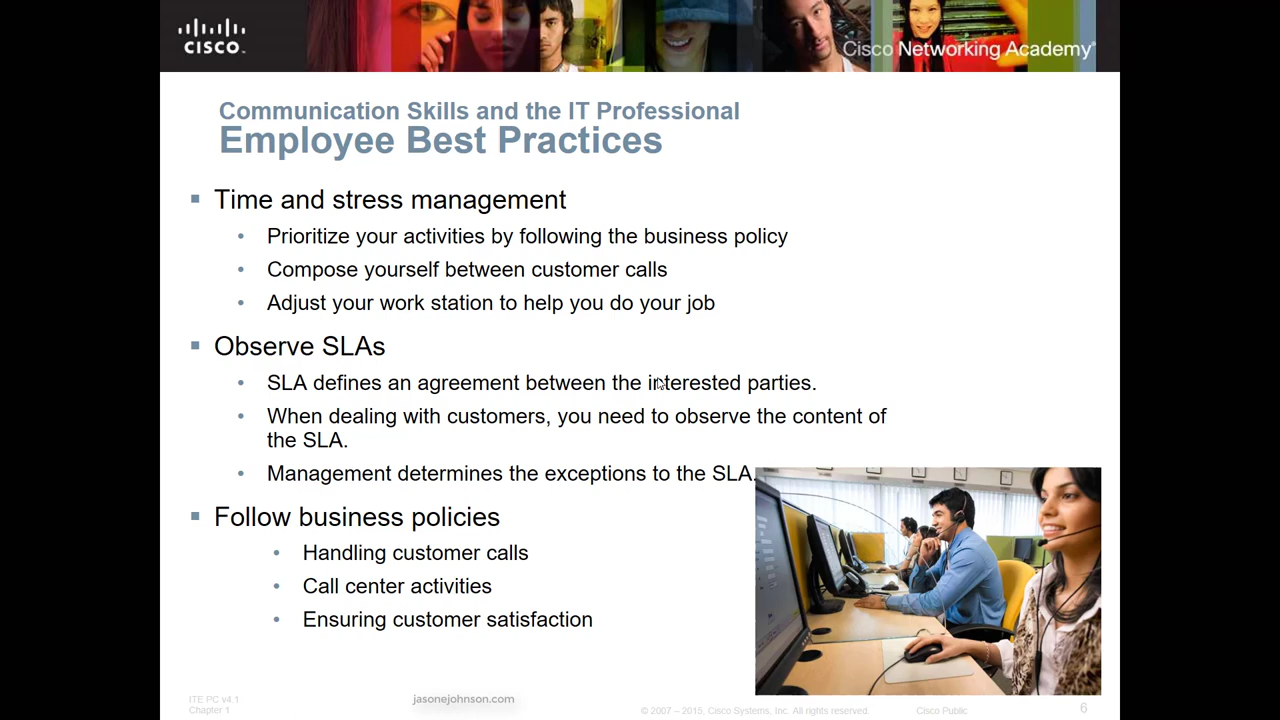 CISCO
Cisco Networking Academy®
Communication Skills and the IT Professional
Employee Best Practices
Time and stress management
Prioritize your activities by following the business policy
Compose yourself between customer calls
Adjust your work station to help you do your job
Observe SLAs
SLA defines an agreement between the interested parties.
When dealing with customers, you need to observe the content of
the SLA.
Management determines the exceptions to the SLA.
Follow business policies
Handling customer calls
Call center activities
Ensuring customer satisfaction
ITE PC v4.1
Chapter 1
jasonejohnson.com
© 2007 – 2015, Cisco Systems, Inc. All rights reserved.
Cisco Public
6